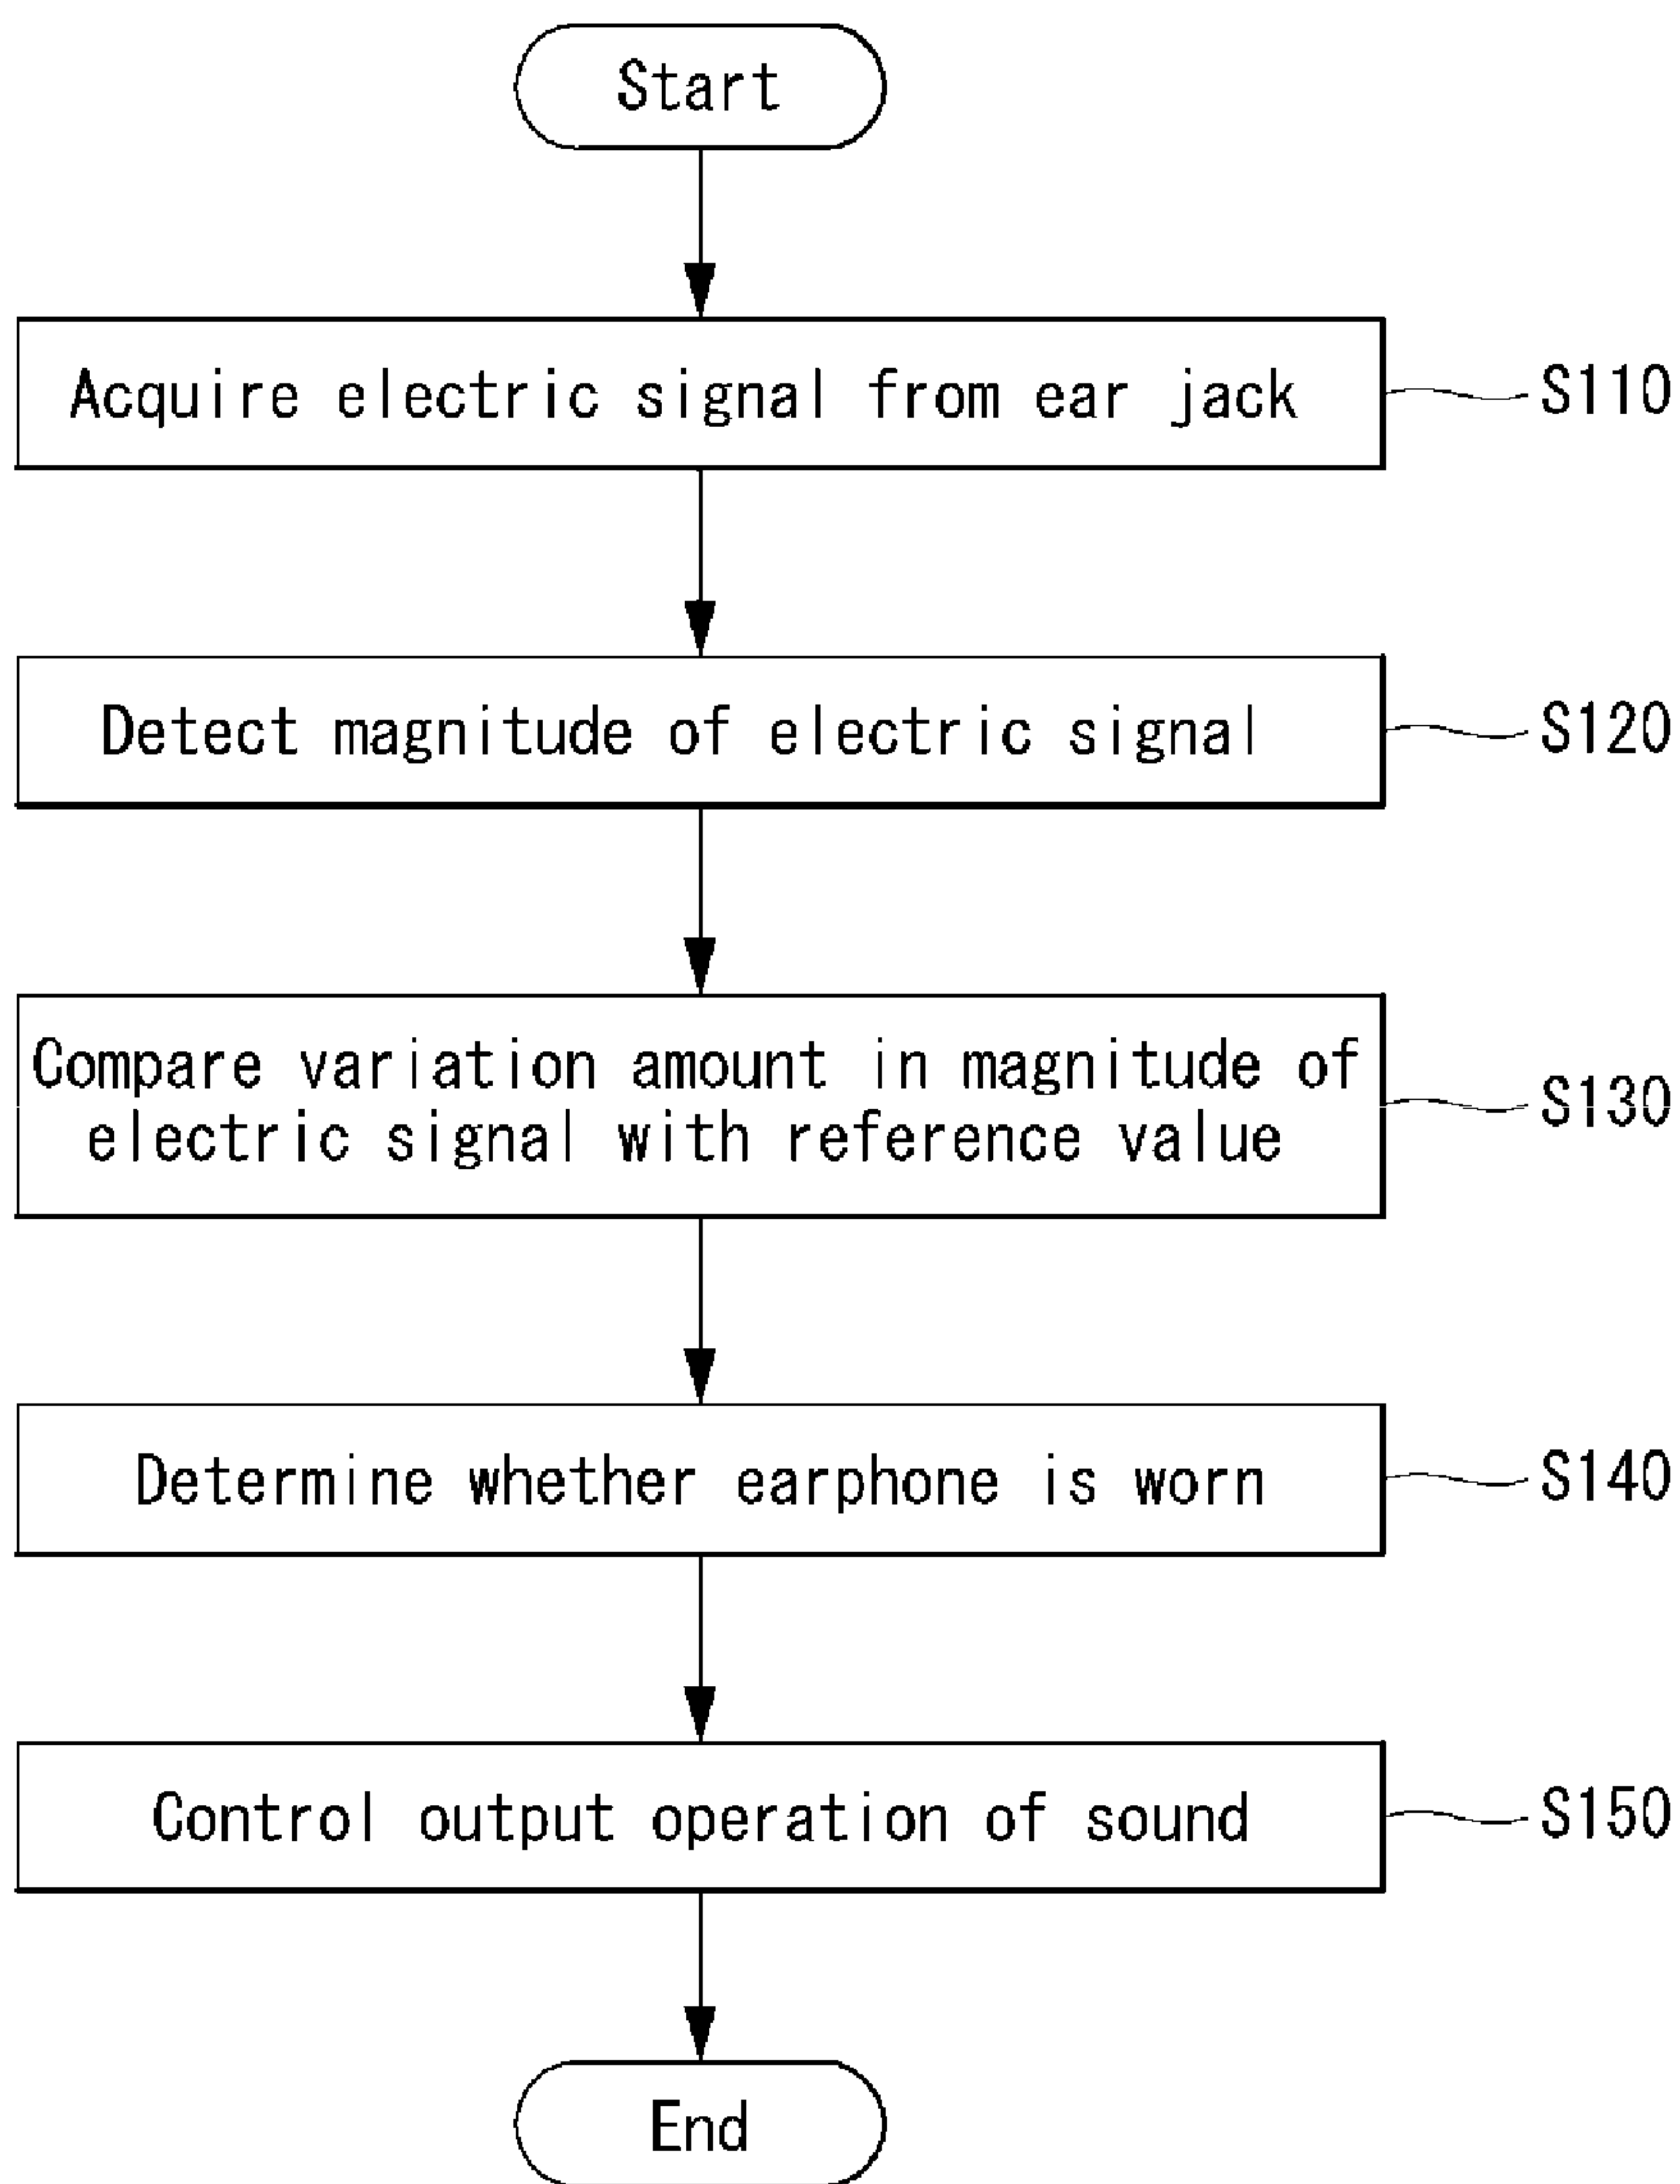 Start
Acquire electric signal from ear jack
S110
Detect magnitude of electric signal
S120
Compare variation amount in magnitude of
electric signal with reference value
S130
Determine whether earphone is worn
S140
Control output operation of sound
S150
End